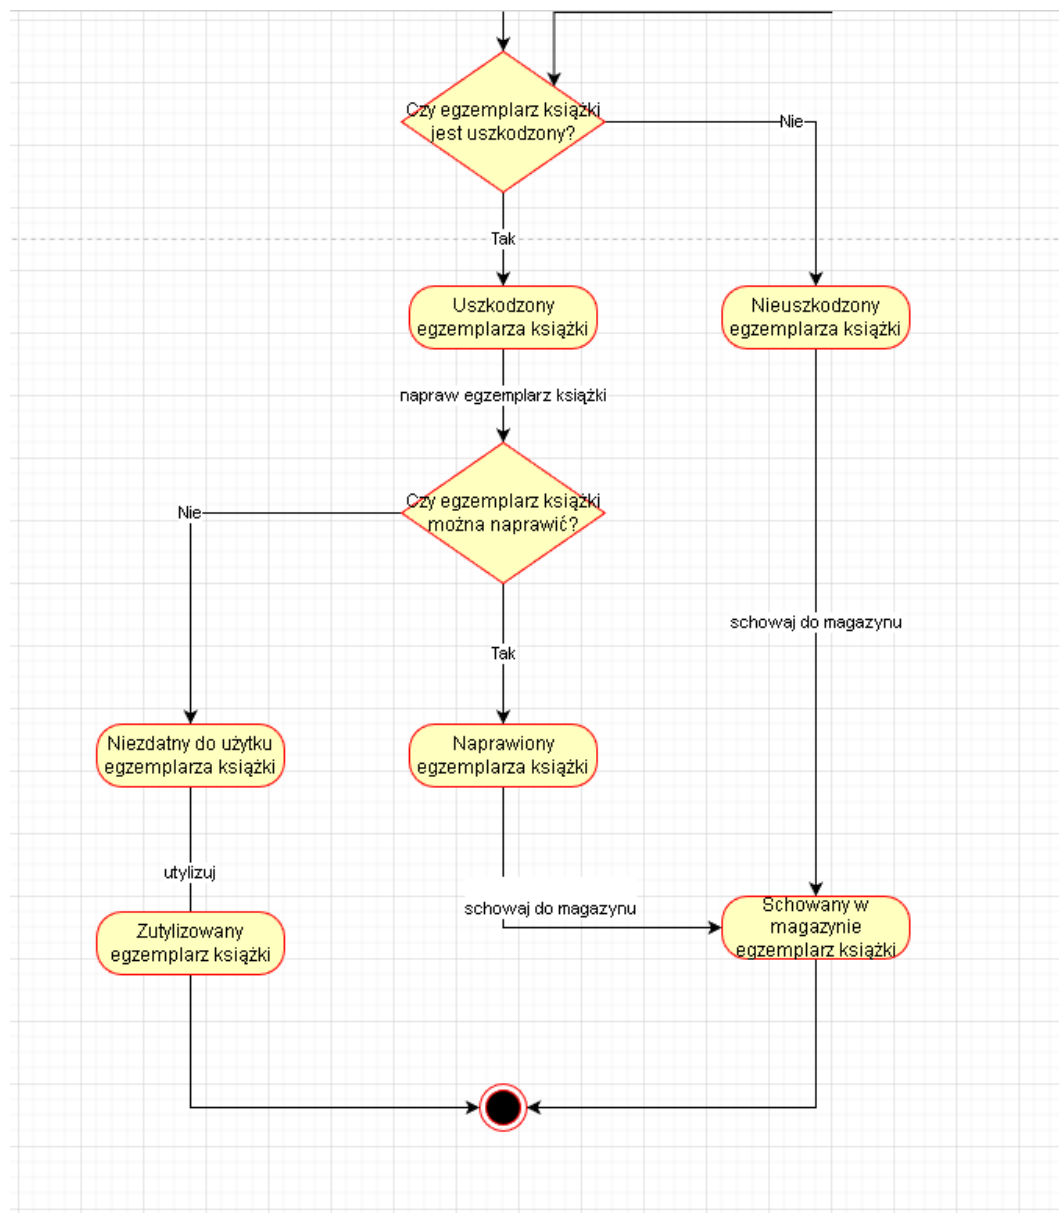 Czy egzemplarz książki
jest uszkodzony?
Nie
Tak
Uszkodzony
egzemplarza książki
Nieuszkodzony
egzemplarza książki
napraw egzemplarz książki
Czy egzemplarz książki
można naprawić?
Nie
schowaj do magazynu
Tak
Niezdatny do użytku
egzemplarza książki
Naprawiony
egzemplarza książki
utylizuj
schowaj do magazynu
Schowany w
magazynie
egzemplarz książki
Zutylizowany
egzemplarz książki